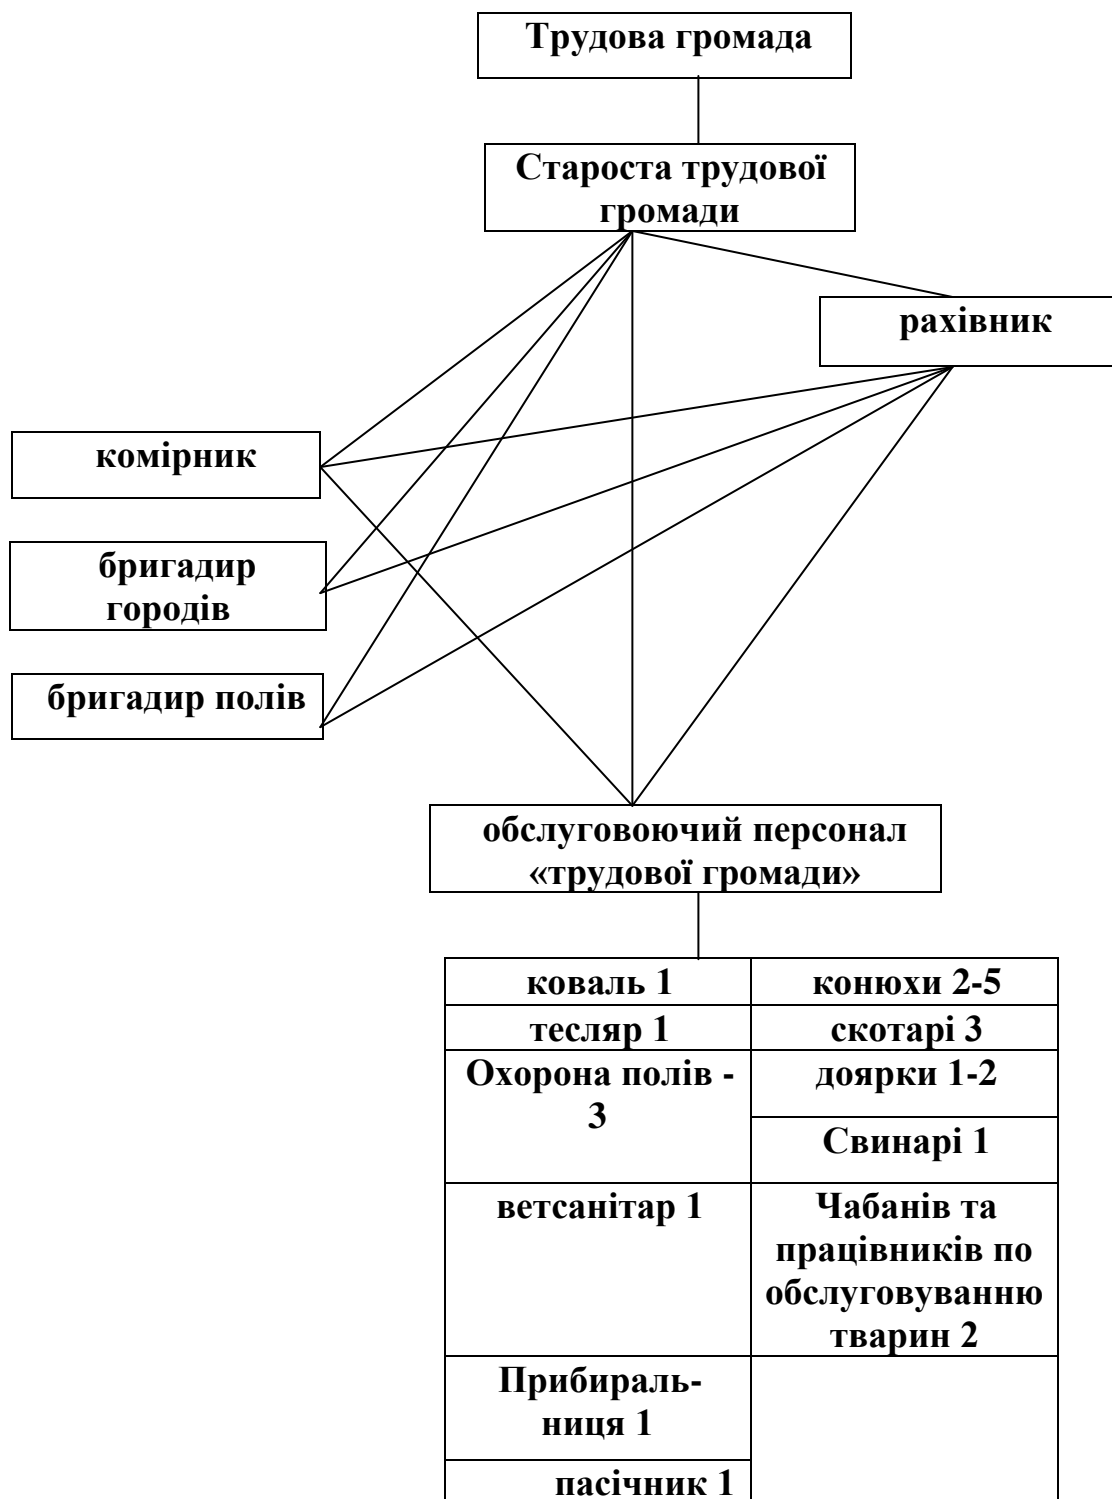 Трудова громада
Староста трудової
громади
рахівник
комірник
бригадир
городів
бригадир полів
обслуговоючий персонал
«трудової громади»
коваль 1
конюхи 2-5
тесляр 1
скотарі 3
Охорона полів -
3
доярки 1-2
Свинарі 1
ветсанітар 1
Чабанів та
працівників по
обслуговуванню
тварин 2
Прибираль-
ниця 1
пасічник 1